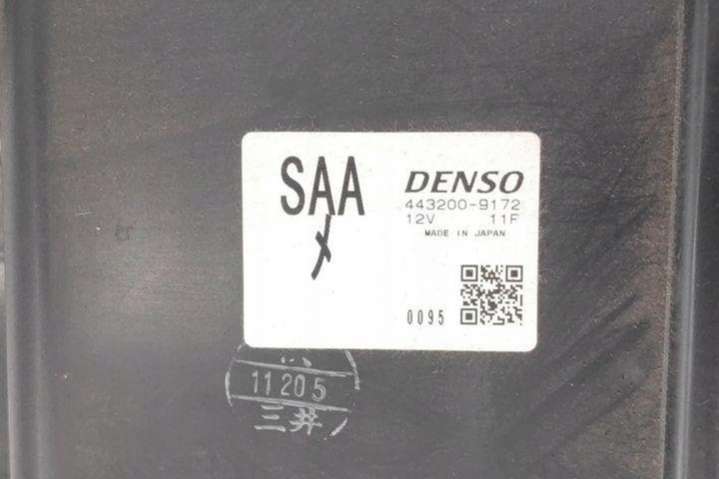 SAA
DENSO
443200-9172
12V 11F
MADE IN JAPAN
0095
11 20 5
三井